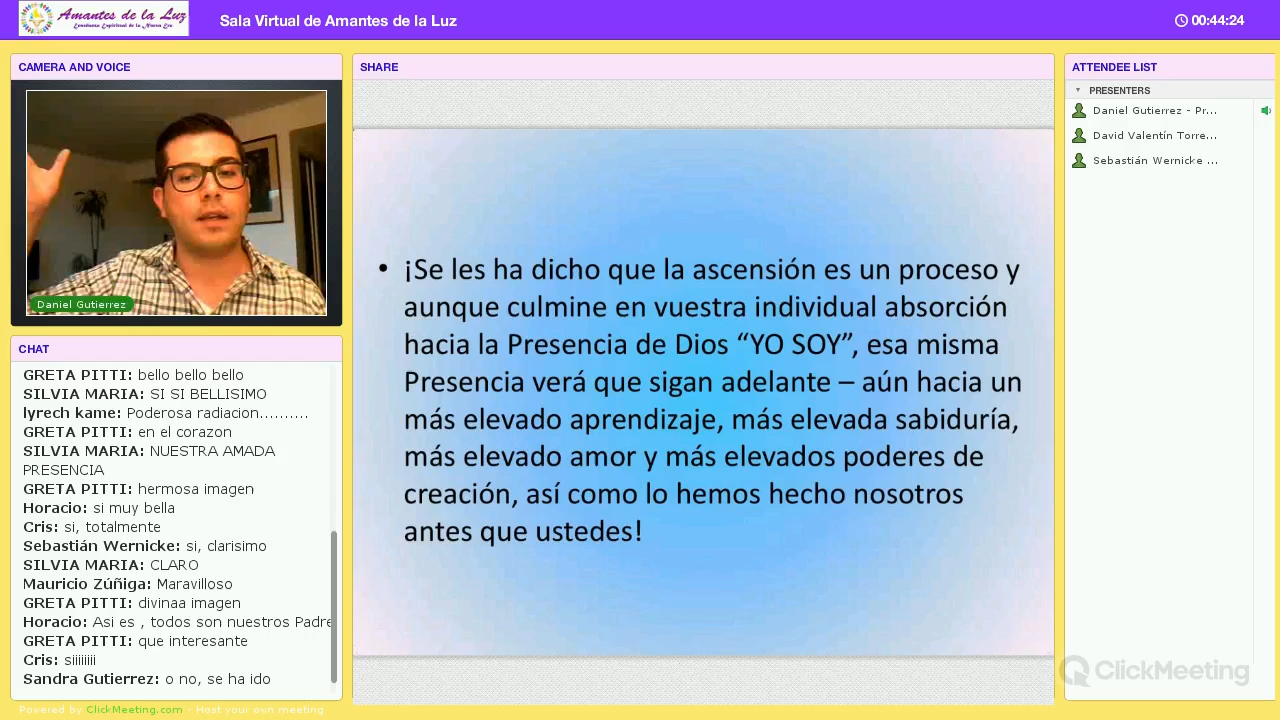 Amantes de la Luz
Enseñanza Espiritual de la Nueva Era
Sala Virtual de Amantes de la Luz
00:44:24
CAMERA AND VOICE
Daniel Gutierrez
CHAT
GRETA PITTI: bello bello bello
SILVIA MARIA: SI SI BELLISIMO
lyrech kame: Poderosa radiacion..........
GRETA PITTI: en el corazon
SILVIA MARIA: NUESTRA AMADA
PRESENCIA
GRETA PITTI: hermosa imagen
Horacio: si muy bella
Cris: si, totalmente
Sebastián Wernicke: si, clarisimo
SILVIA MARIA: CLARO
Mauricio Zúñiga: Maravilloso
GRETA PITTI: divinaa imagen
Horacio: Asi es , todos son nuestros Padre
GRETA PITTI: que interesante
Cris: siiiiiiii
Sandra Gutierrez: o no, se ha ido
Powered by ClickMeeting.com - Host your own meeting
SHARE
• ¡Se les ha dicho que la ascensión es un proceso y
aunque culmine en vuestra individual absorción
hacia la Presencia de Dios “YO SOY”, esa misma
Presencia verá que sigan adelante – aún hacia un
más elevado aprendizaje, más elevada sabiduría,
más elevado amor y más elevados poderes de
creación, así como lo hemos hecho nosotros
antes que ustedes!
ATTENDEE LIST
PRESENTERS
Daniel Gutierrez - Pr...
David Valentín Torre...
Sebastián Wernicke ...
ClickMeeting